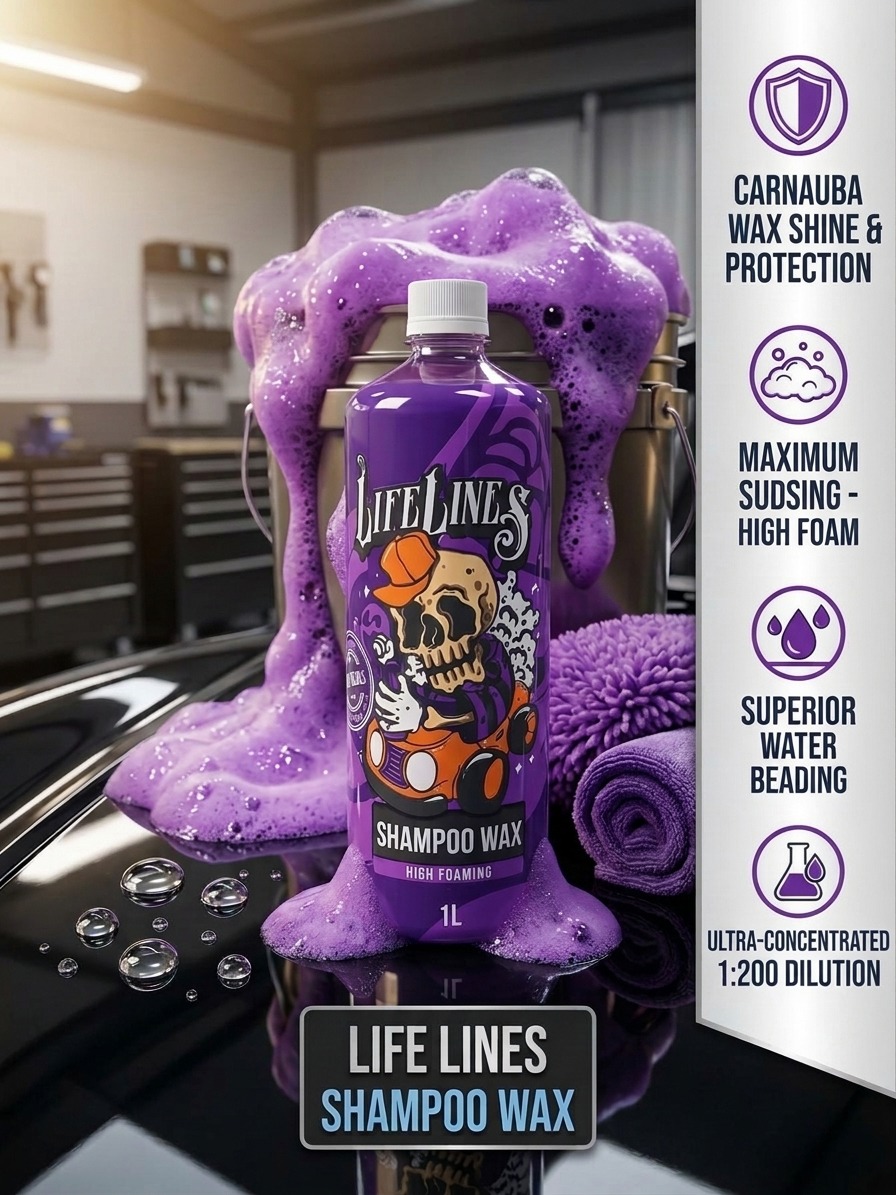 CARNAUBA
WAX SHINE &
PROTECTION
MAXIMUM
SUDSING -
HIGH FOAM
SUPERIOR
WATER
BEADING
ULTRA-CONCENTRATED
1:200 DILUTION
LIFELINES
SHAMPOO WAX
HIGH FOAMING
1L
LIFE LINES
SHAMPOO WAX